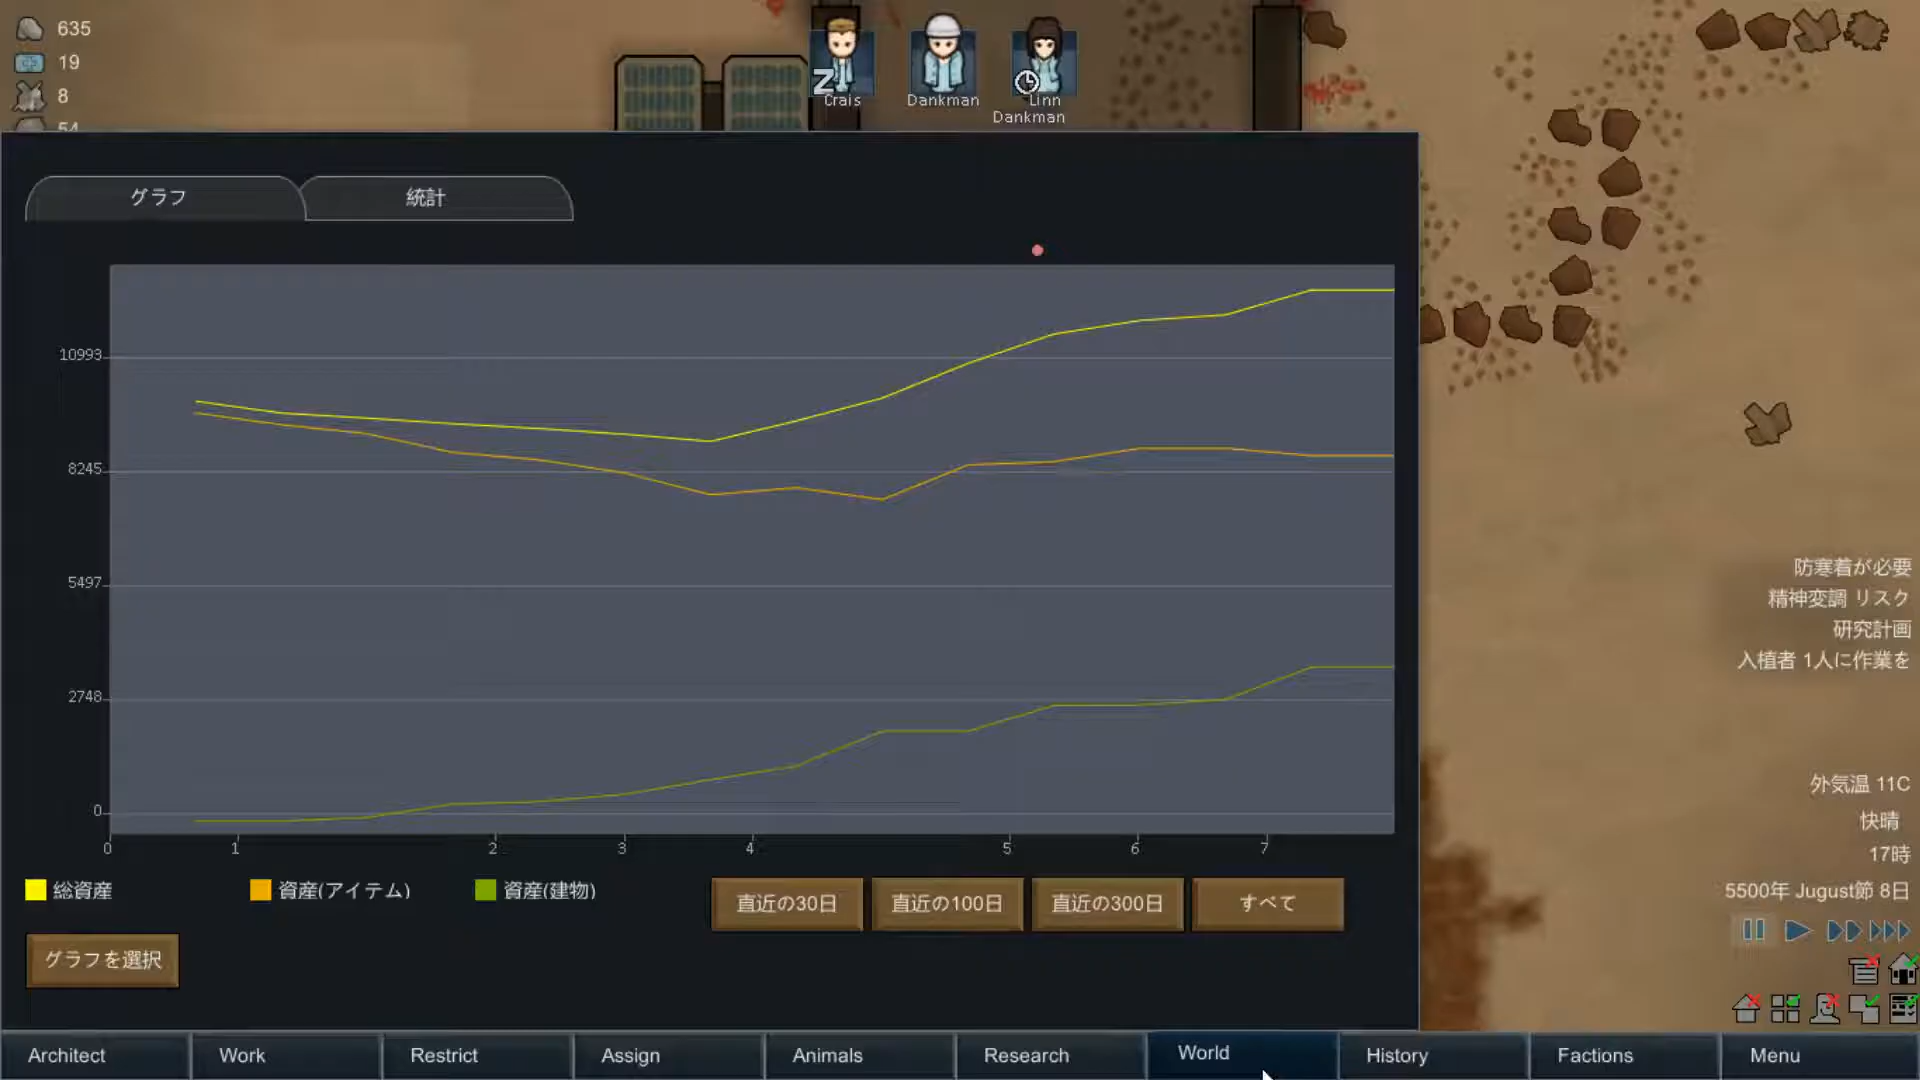 635
19
8
54
Crais
Dankman
Linn
Dankman
グラフ
統計
10993
8245
5497
2748
0
0 1 2 3 4 5 6 7
総資産
資産(アイテム)
資産(建物)
直近の30日
直近の100日
直近の300日
すべて
グラフを選択
防寒着が必要
精神変調 リスク
研究計画
入植者 1人に作業を
外気温 11C
快晴
17時
5500年 Jugust節 8日
Architect
Work
Restrict
Assign
Animals
Research
World
History
Factions
Menu